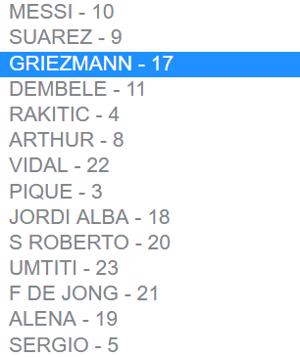 MESSI - 10
SUAREZ - 9
GRIEZMANN - 17
DEMBELE - 11
RAKITIC - 4
ARTHUR - 8
VIDAL - 22
PIQUE - 3
JORDI ALBA - 18
S ROBERTO - 20
UMTITI - 23
F DE JONG - 21
ALENA - 19
SERGIO - 5